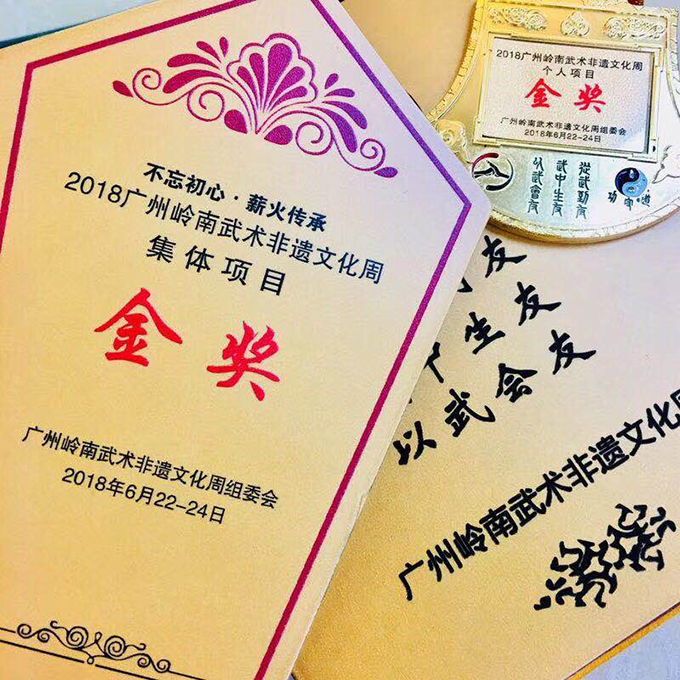 不忘初心·薪火传承
2018广州岭南武术非遗文化周
集体项目
金奖
广州岭南武术非遗文化周组委会
2018年6月22-24日
2018广州岭南武术非遗文化周
个人项目
金奖
广州岭南武术非遗文化周组委会
2018年6月22-24日
從武勤友
武中生友
以武會友
功守道
友
生友
以武会友
广州岭南武术非遗文化